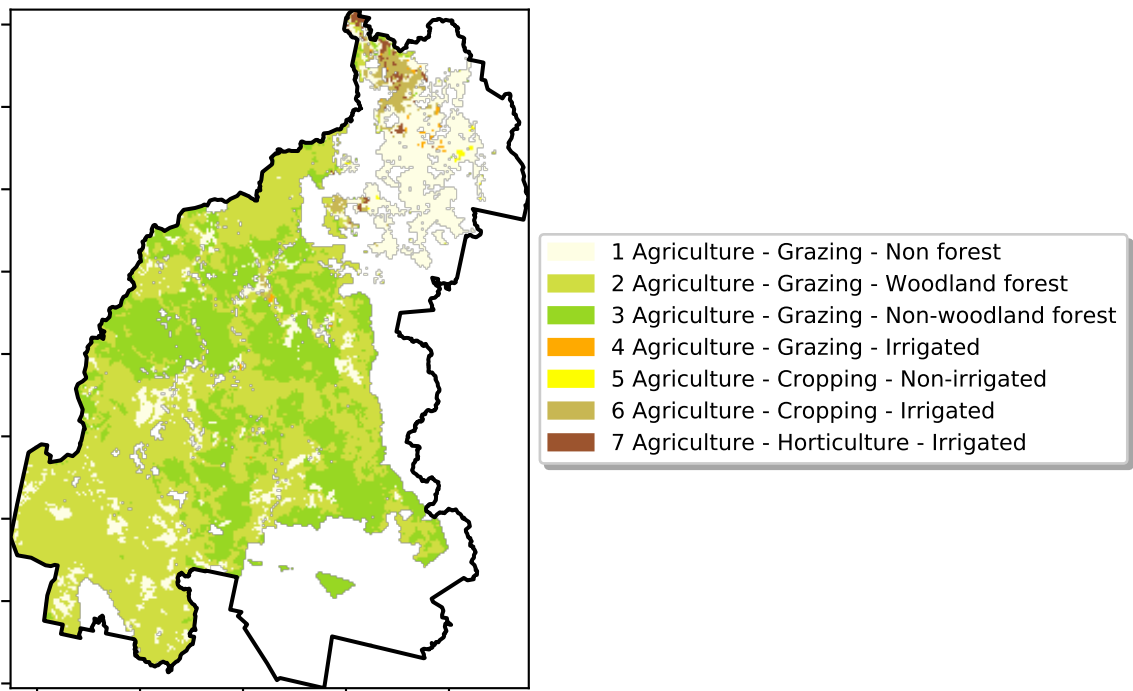 1 Agriculture - Grazing - Non forest
2 Agriculture - Grazing - Woodland forest
3 Agriculture - Grazing - Non-woodland forest
4 Agriculture - Grazing - Irrigated
5 Agriculture - Cropping - Non-irrigated
6 Agriculture - Cropping - Irrigated
7 Agriculture - Horticulture - Irrigated